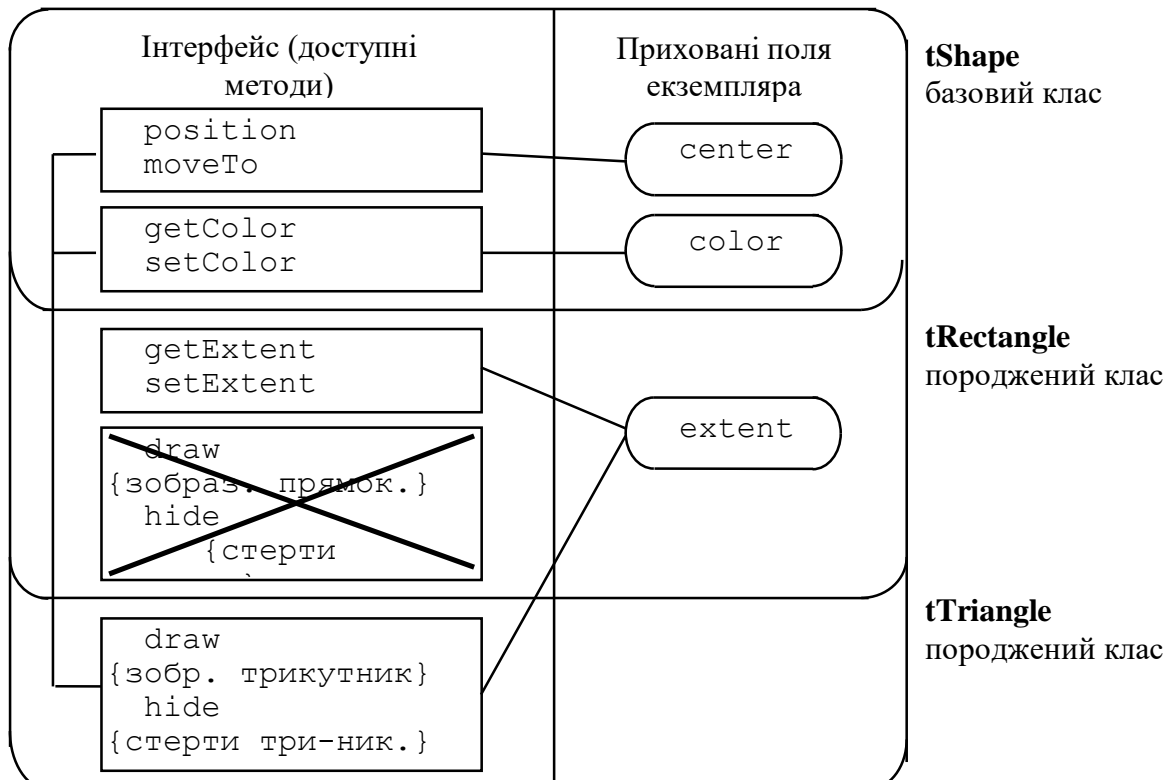 Інтерфейс (доступні
методи)
Приховані поля
екземпляра
tShape
базовий клас
position
moveTo
center
getColor
setColor
color
tRectangle
породжений клас
getExtent
setExtent
extent
draw
{зобраз. прямок.}
hide
{стерти
tTriangle
породжений клас
draw
{зобр. трикутник}
hide
{стерти три-ник.}